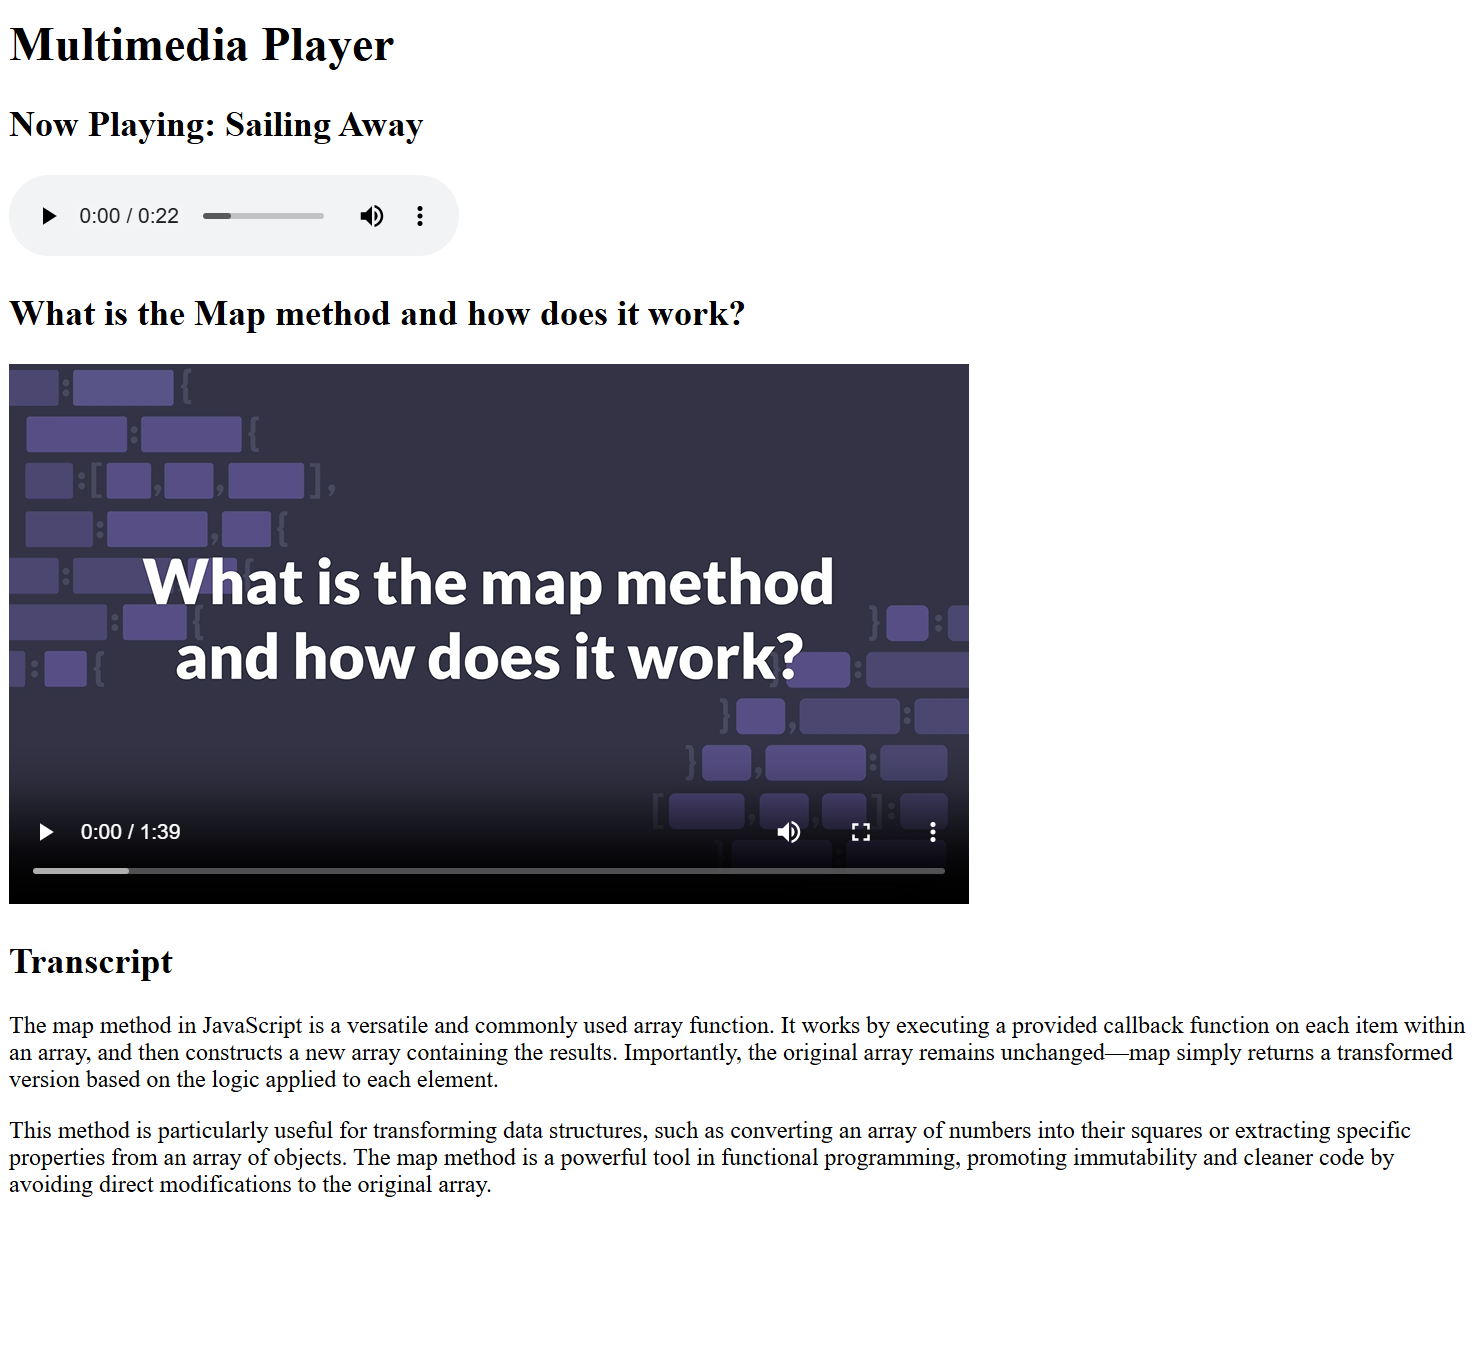 Multimedia Player
Now Playing: Sailing Away
0:00 / 0:22
What is the Map method and how does it work?
What is the map method
and how does it work?
0:00 / 1:39
Transcript
The map method in JavaScript is a versatile and commonly used array function. It works by executing a provided callback function on each item within
an array, and then constructs a new array containing the results. Importantly, the original array remains unchanged—map simply returns a transformed
version based on the logic applied to each element.
This method is particularly useful for transforming data structures, such as converting an array of numbers into their squares or extracting specific
properties from an array of objects. The map method is a powerful tool in functional programming, promoting immutability and cleaner code by
avoiding direct modifications to the original array.